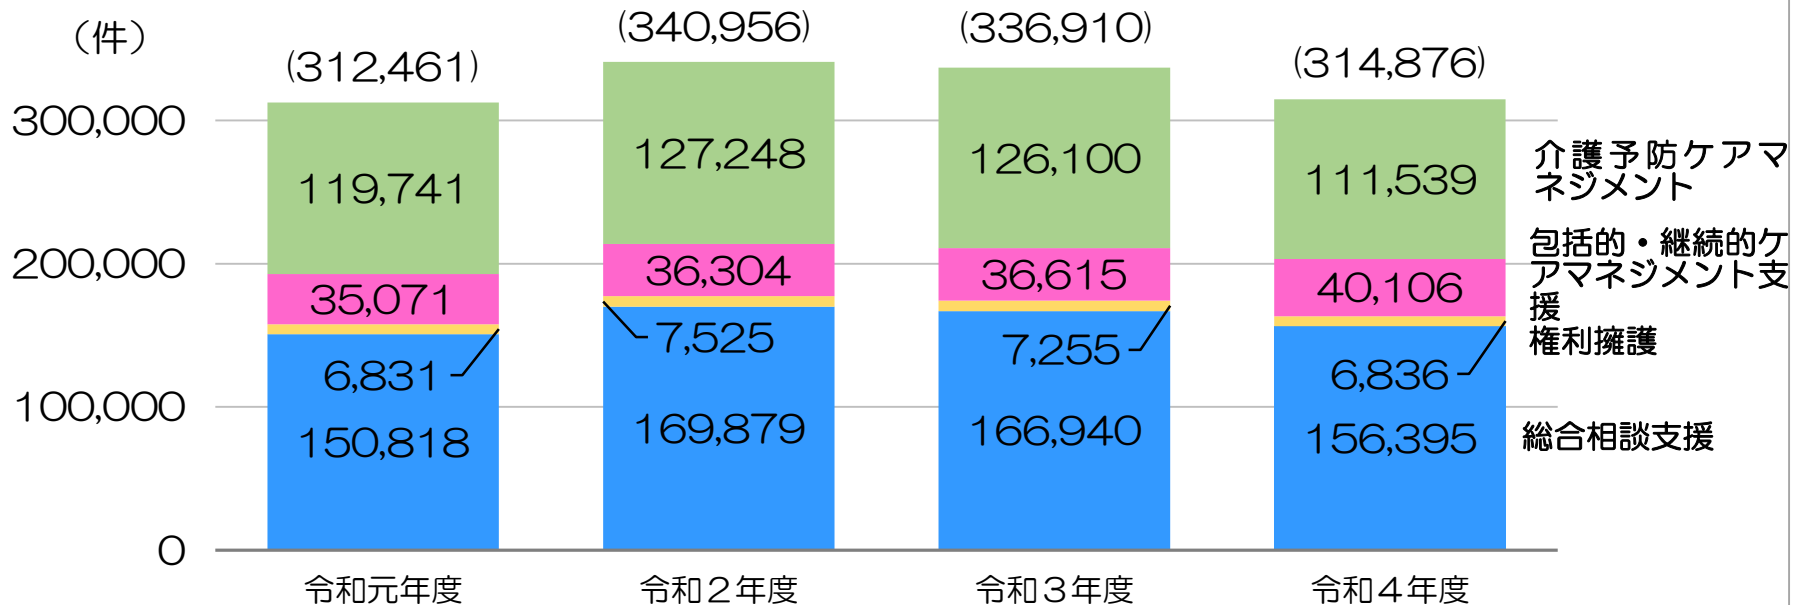 （件）
(312,461)
(340,956)
(336,910)
(314,876)
300,000
200,000
100,000
0
119,741
127,248
126,100
111,539
35,071
36,304
36,615
40,106
6,831
7,525
7,255
6,836
150,818
169,879
166,940
156,395
介護予防ケアマ
ネジメント
包括的・継続的ケ
アマネジメント支
援
権利擁護
総合相談支援
令和元年度
令和２年度
令和３年度
令和４年度